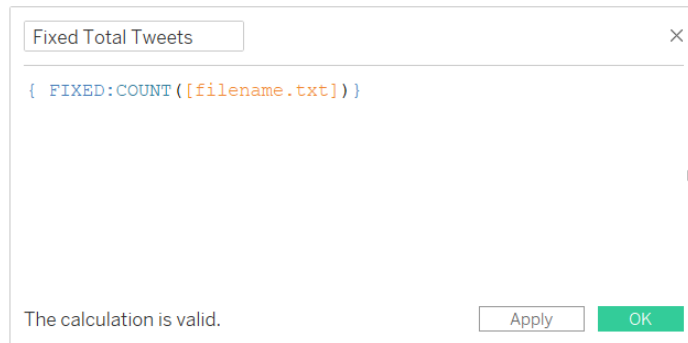 Fixed Total Tweets
{ FIXED:COUNT([filename.txt])}
The calculation is valid.
Apply
OK